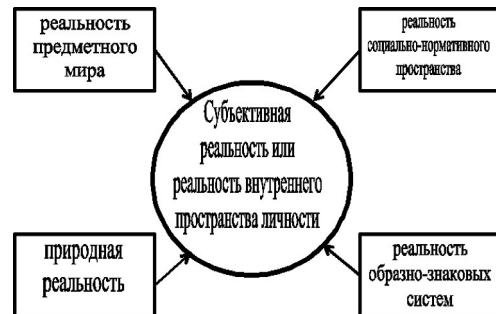 реальность
предметного
мира
реальность
социально-нормативного
пространства
Субъективная
реальность или
реальность внутреннего
пространства личности
природная
реальность
реальность
образно-знаковых
систем